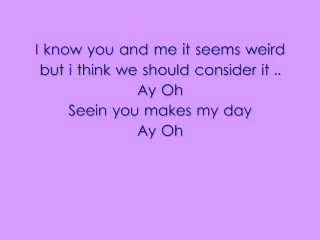 I know you and me it seems weird
but i think we should consider it ..
Ay Oh
Seein you makes my day
Ay Oh